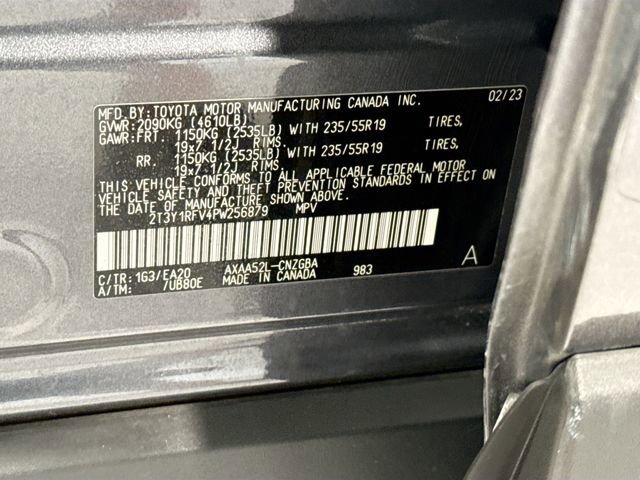 MFD.BY:TOYOTA MOTOR MANUFACTURING CANADA INC. 02/23
GVWR:2090KG (4610LB)
GAWR:FRT 1150KG (2535LB) WITH 235/55R19 TIRES,
19x7 1/2J RIMS.
RR 1150KG (2535LB) WITH 235/55R19 TIRES,
19x7 1/2J RIMS.
THIS VEHICLE CONFORMS TO ALL APPLICABLE FEDERAL MOTOR
VEHICLE SAFETY AND THEFT PREVENTION STANDARDS IN EFFECT
ON THE DATE OF MANUFACTURE SHOWN ABOVE.
2T3Y1RFV4PW256879 MPV
C/TR:1G3/EA20 AXAA52L-CNZGBA 983 A
A/TM: 7UB80E MADE IN CANADA